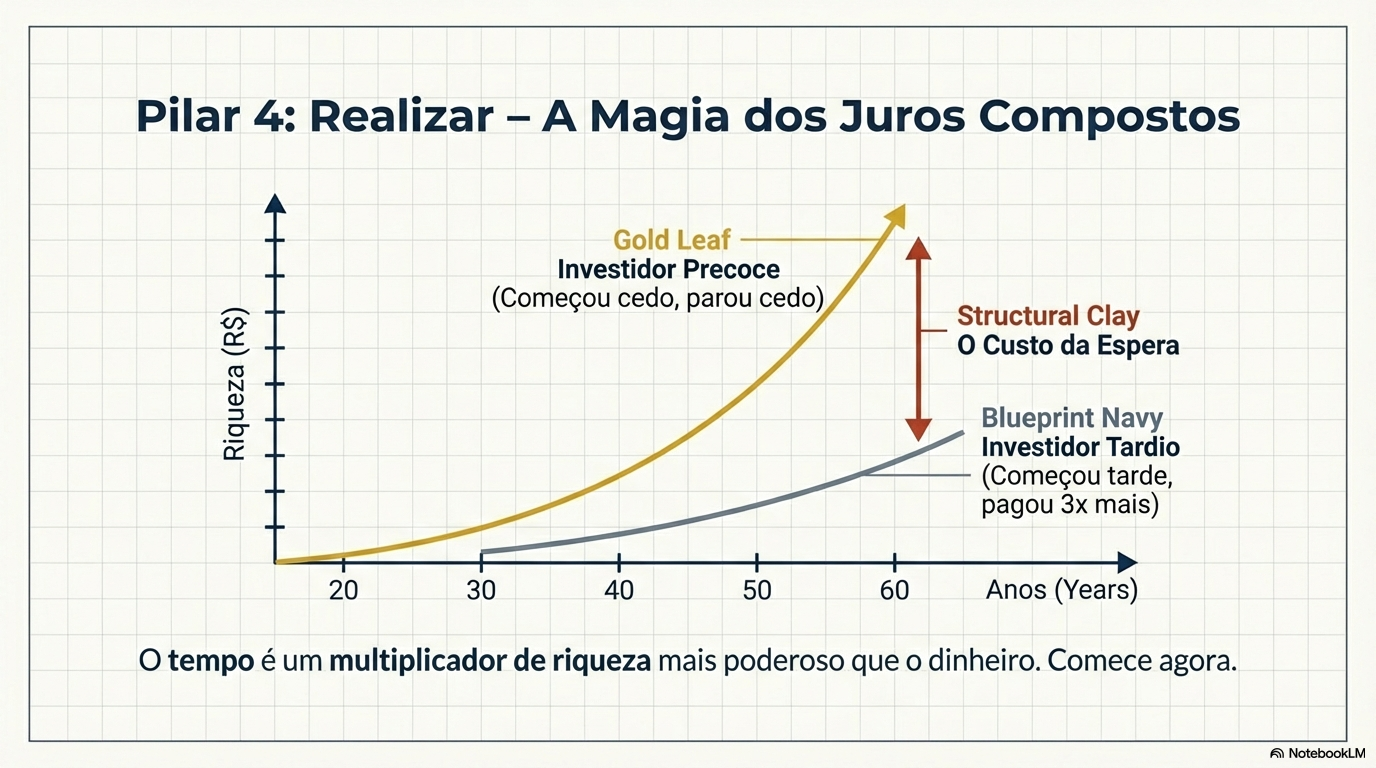 Pilar 4: Realizar – A Magia dos Juros Compostos
Riqueza (R$)
Gold Leaf
Investidor Precoce
(Começou cedo, parou cedo)
Structural Clay
O Custo da Espera
Blueprint Navy
Investidor Tardio
(Começou tarde,
pagou 3x mais)
20 30 40 50 60 Anos (Years)
O tempo é um multiplicador de riqueza mais poderoso que o dinheiro. Comece agora.
NotebookLM